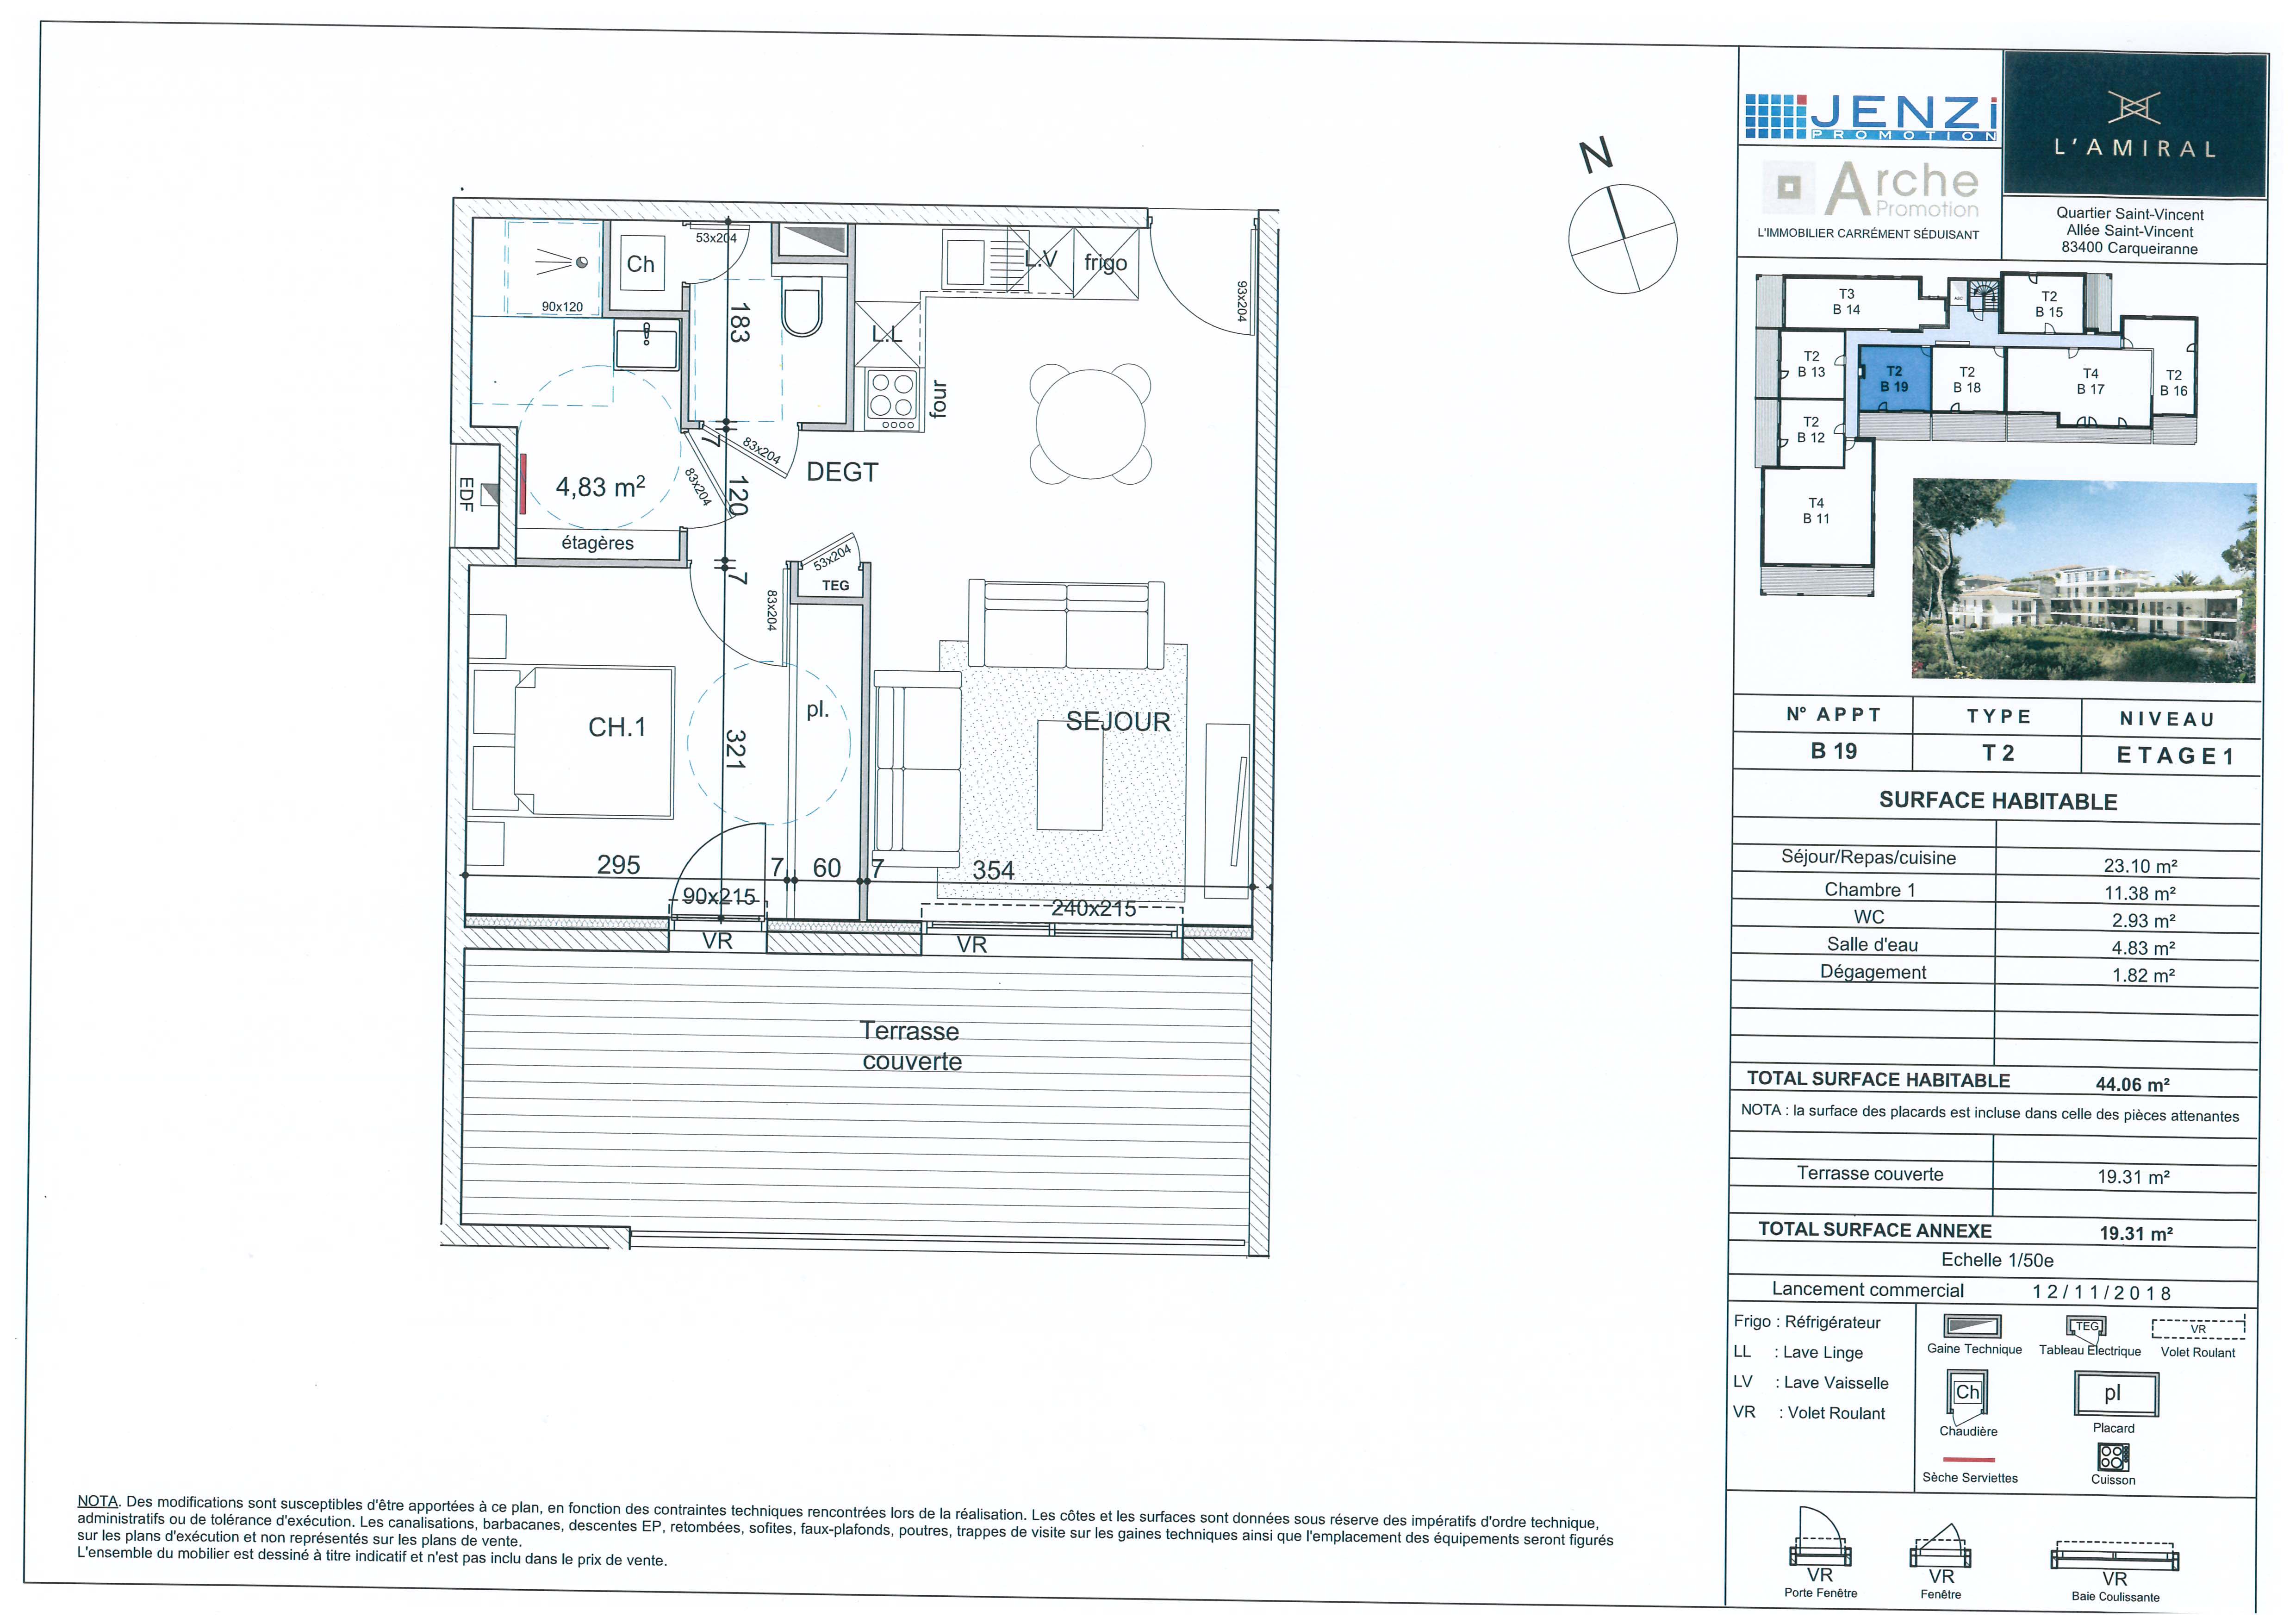 N
53x204
Ch
L.V
frigo
93x204
90x120
183
L.L
four
7
83x204
83x204
DEGT
120
EDF
4,83 m²
étagères
53x204
TEG
7
83x204
pl.
CH.1
321
SEJOUR
295
7
60
7
354
90x215
240x215
VR
VR
Terrasse
couverte
NOTA. Des modifications sont susceptibles d'être apportées à ce plan, en fonction des contraintes techniques rencontrées lors de la réalisation. Les côtes et les surfaces sont données sous réserve des impératifs d'ordre technique,
administratifs ou de tolérance d'exécution. Les canalisations, barbacanes, descentes EP, retombées, sofites, faux-plafonds, poutres, trappes de visite sur les gaines techniques ainsi que l'emplacement des équipements seront figurés
sur les plans d'exécution et non représentés sur les plans de vente.
L'ensemble du mobilier est dessiné à titre indicatif et n'est pas inclu dans le prix de vente.
JENZi
PROMOTION
Arche
Promotion
L'IMMOBILIER CARRÉMENT SÉDUISANT
L'AMIRAL
Quartier Saint-Vincent
Allée Saint-Vincent
83400 Carqueiranne
T3
B 14
T2
B 15
T2
B 13
T2
B 19
T2
B 18
T4
B 17
T2
B 16
T2
B 12
T4
B 11
N° APPT TYPE NIVEAU
B 19 T 2 ETAGE 1
SURFACE HABITABLE
Séjour/Repas/cuisine 23.10 m²
Chambre 1 11.38 m²
WC 2.93 m²
Salle d'eau 4.83 m²
Dégagement 1.82 m²
TOTAL SURFACE HABITABLE 44.06 m²
NOTA : la surface des placards est incluse dans celle des pièces attenantes
Terrasse couverte 19.31 m²
TOTAL SURFACE ANNEXE 19.31 m²
Echelle 1/50e
Lancement commercial 12/11/2018
Frigo : Réfrigérateur
LL : Lave Linge
LV : Lave Vaisselle
VR : Volet Roulant
Gaine Technique
TEG
Tableau Electrique
VR
Volet Roulant
Ch
Chaudière
pl
Placard
Sèche Serviettes
Cuisson
VR
Porte Fenêtre
VR
Fenêtre
VR
Baie Coulissante